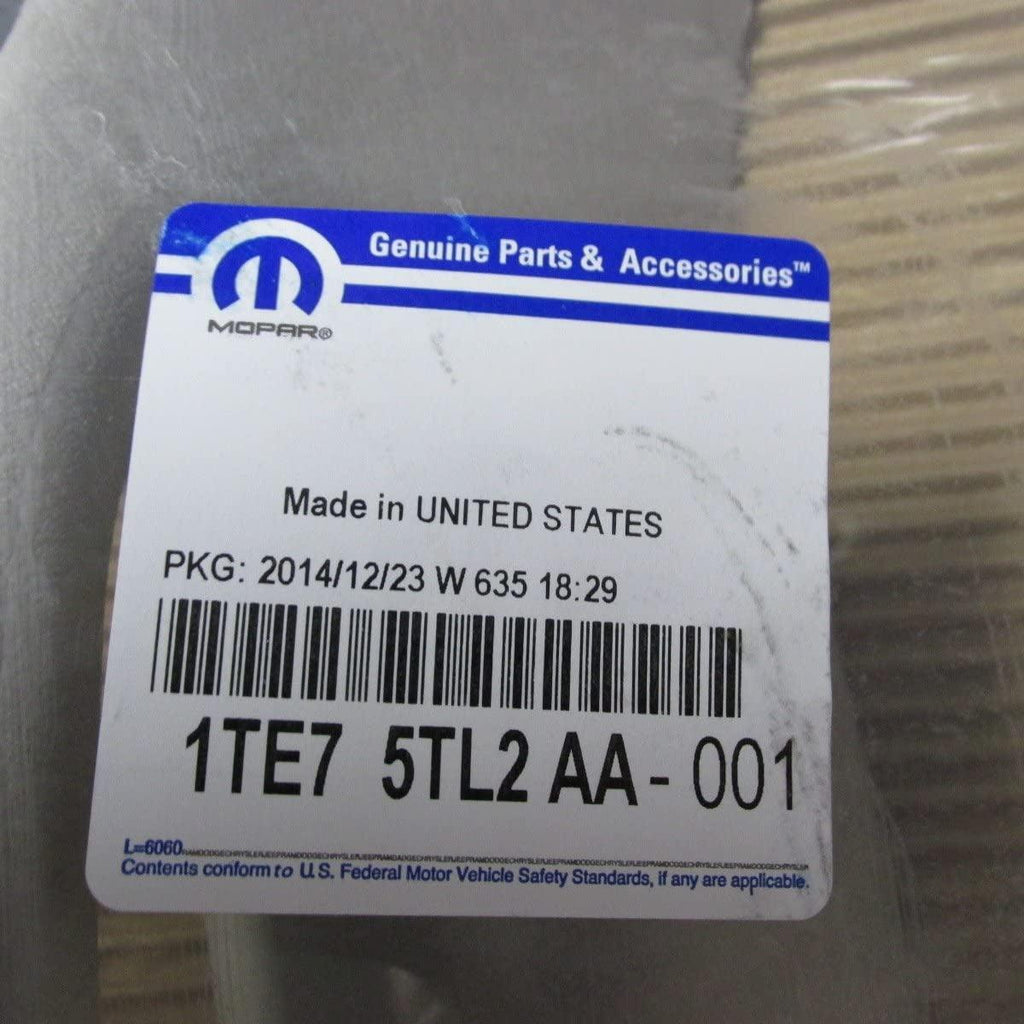 Genuine Parts & Accessories™
MOPAR®
Made in UNITED STATES
PKG: 2014/12/23 W 635 18:29
1TE7 5TL2 AA - 001
L=6060
Contents conform to U.S. Federal Motor Vehicle Safety Standards, if any are applicable.